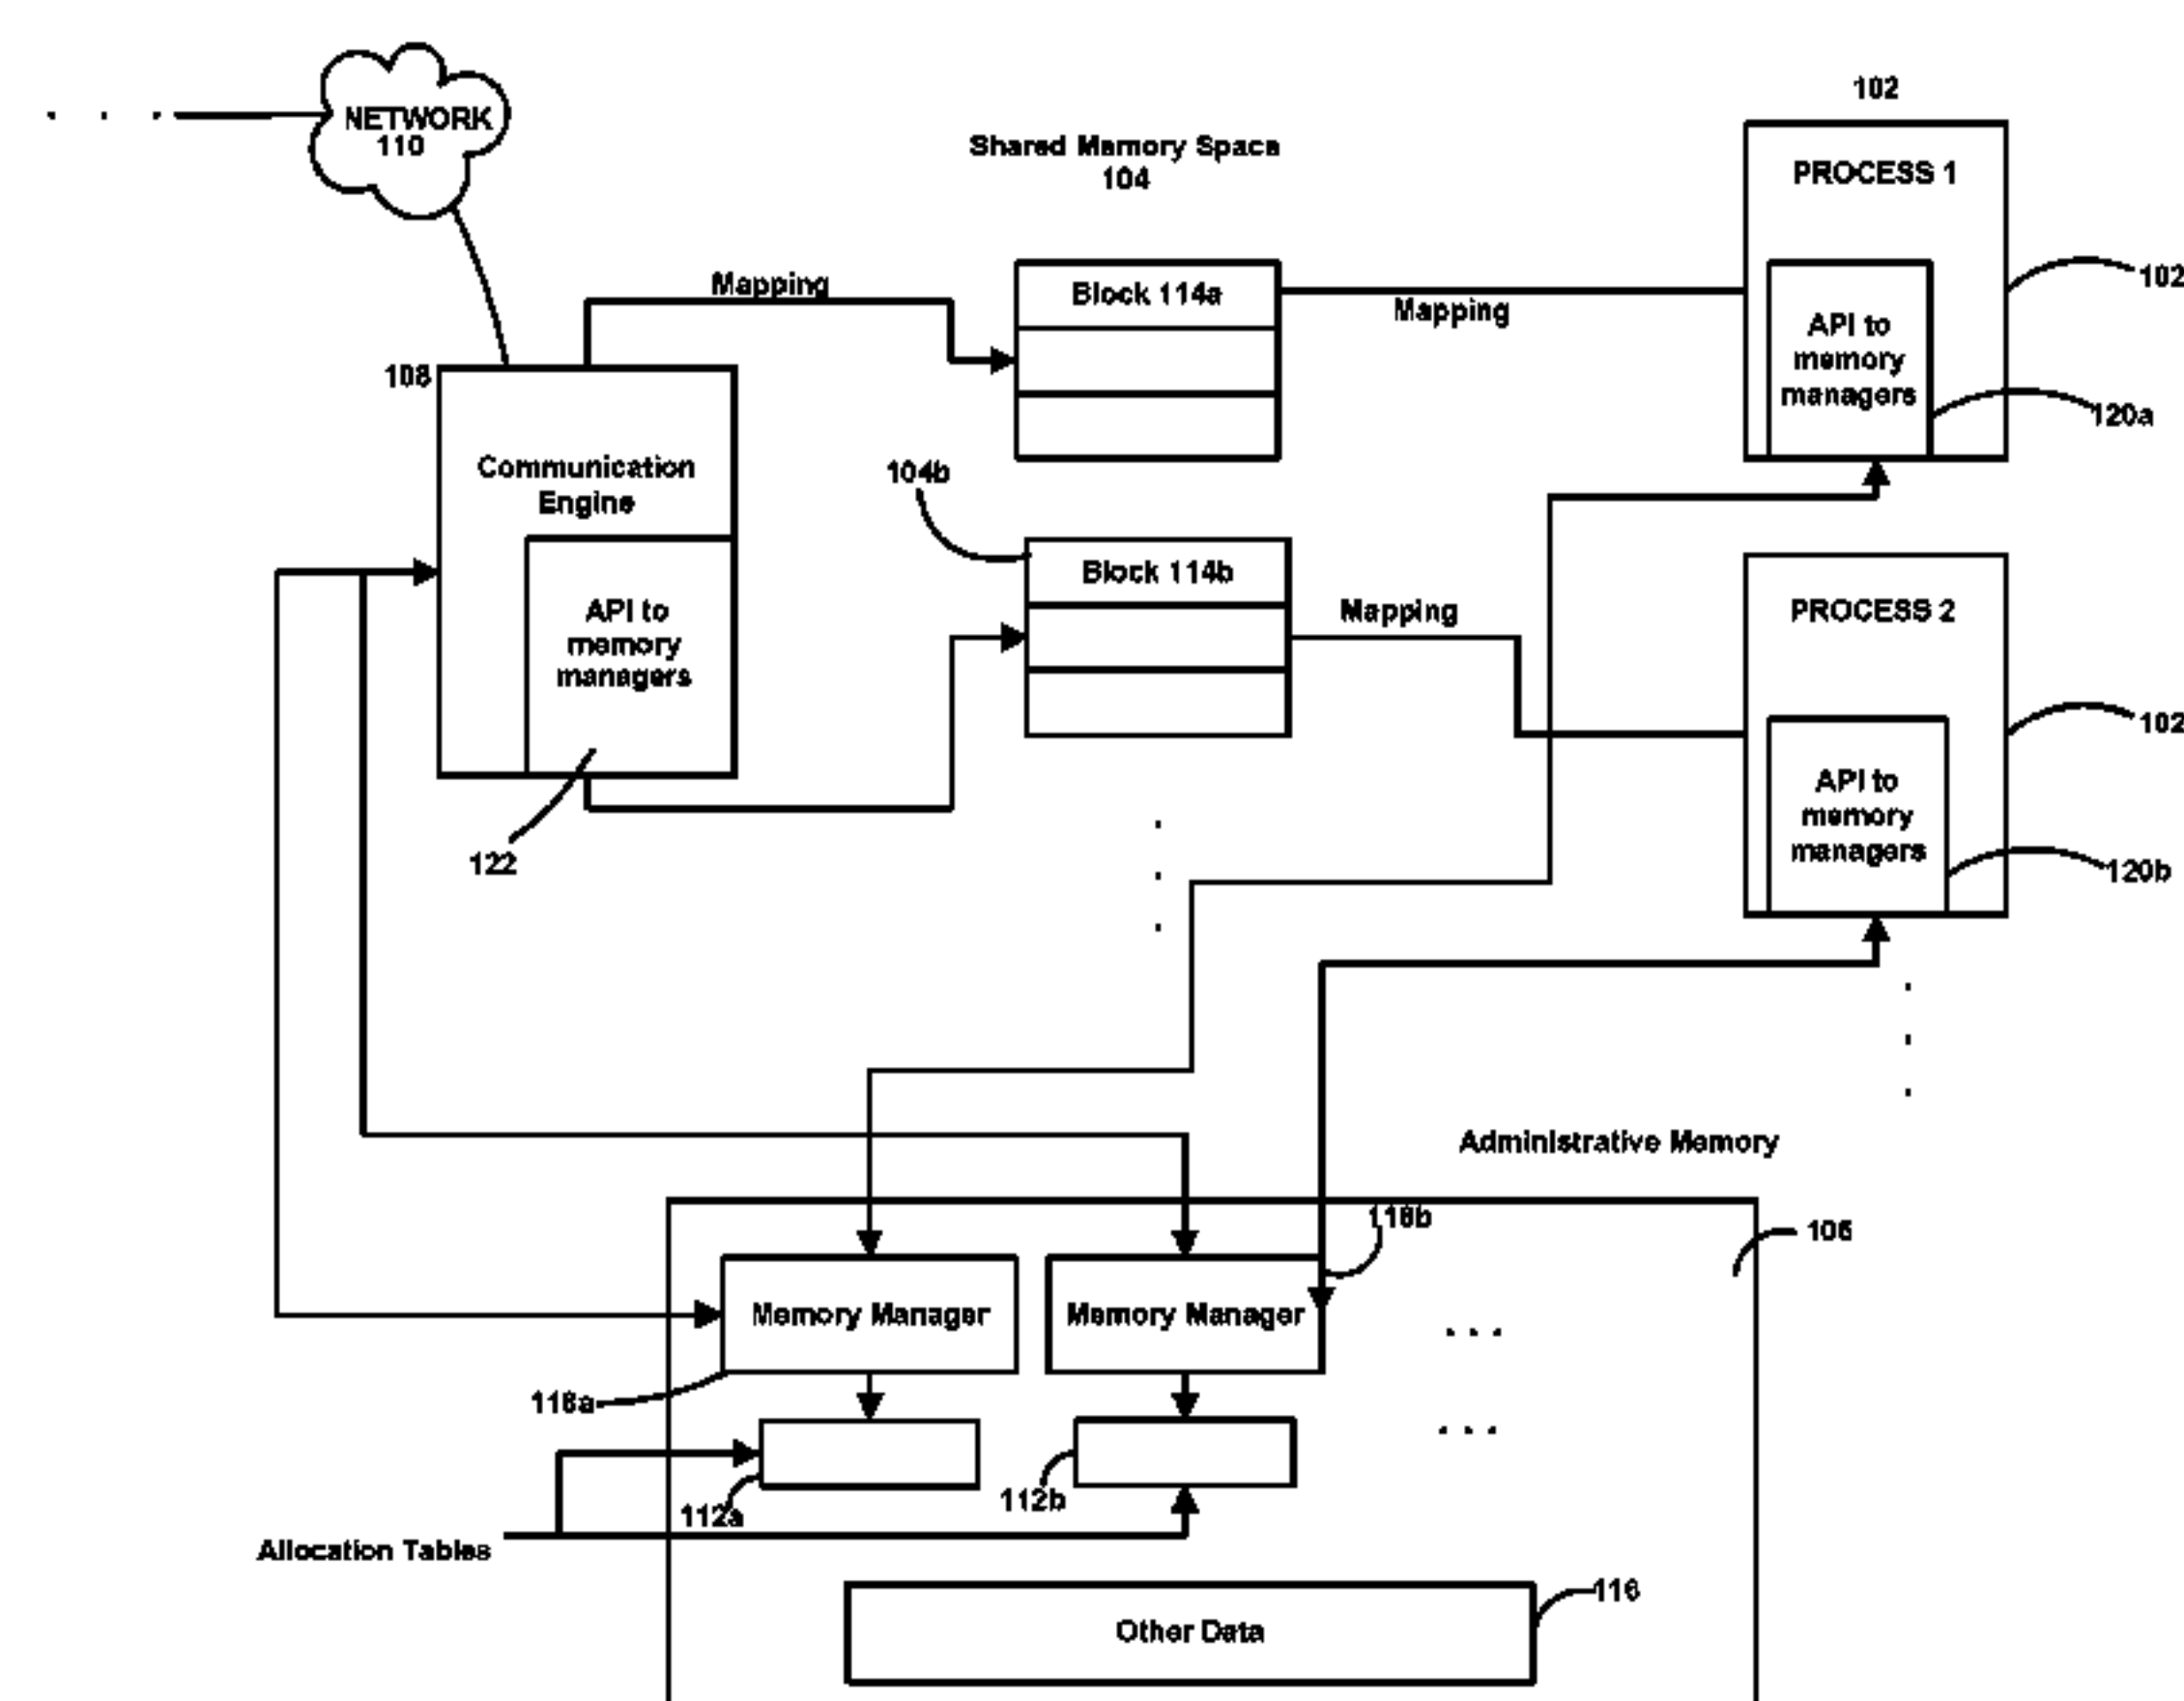 102
NETWORK
110
Shared Memory Space
104
PROCESS 1
Mapping
Block 114a
Mapping
102
API to
memory
managers
120a
108
Communication
Engine
104b
Block 114b
Mapping
PROCESS 2
API to
memory
managers
102
API to
memory
managers
122
120b
Administrative Memory
118b
106
Memory Manager
Memory Manager
118a
112a
112b
Allocation Tables
116
Other Data